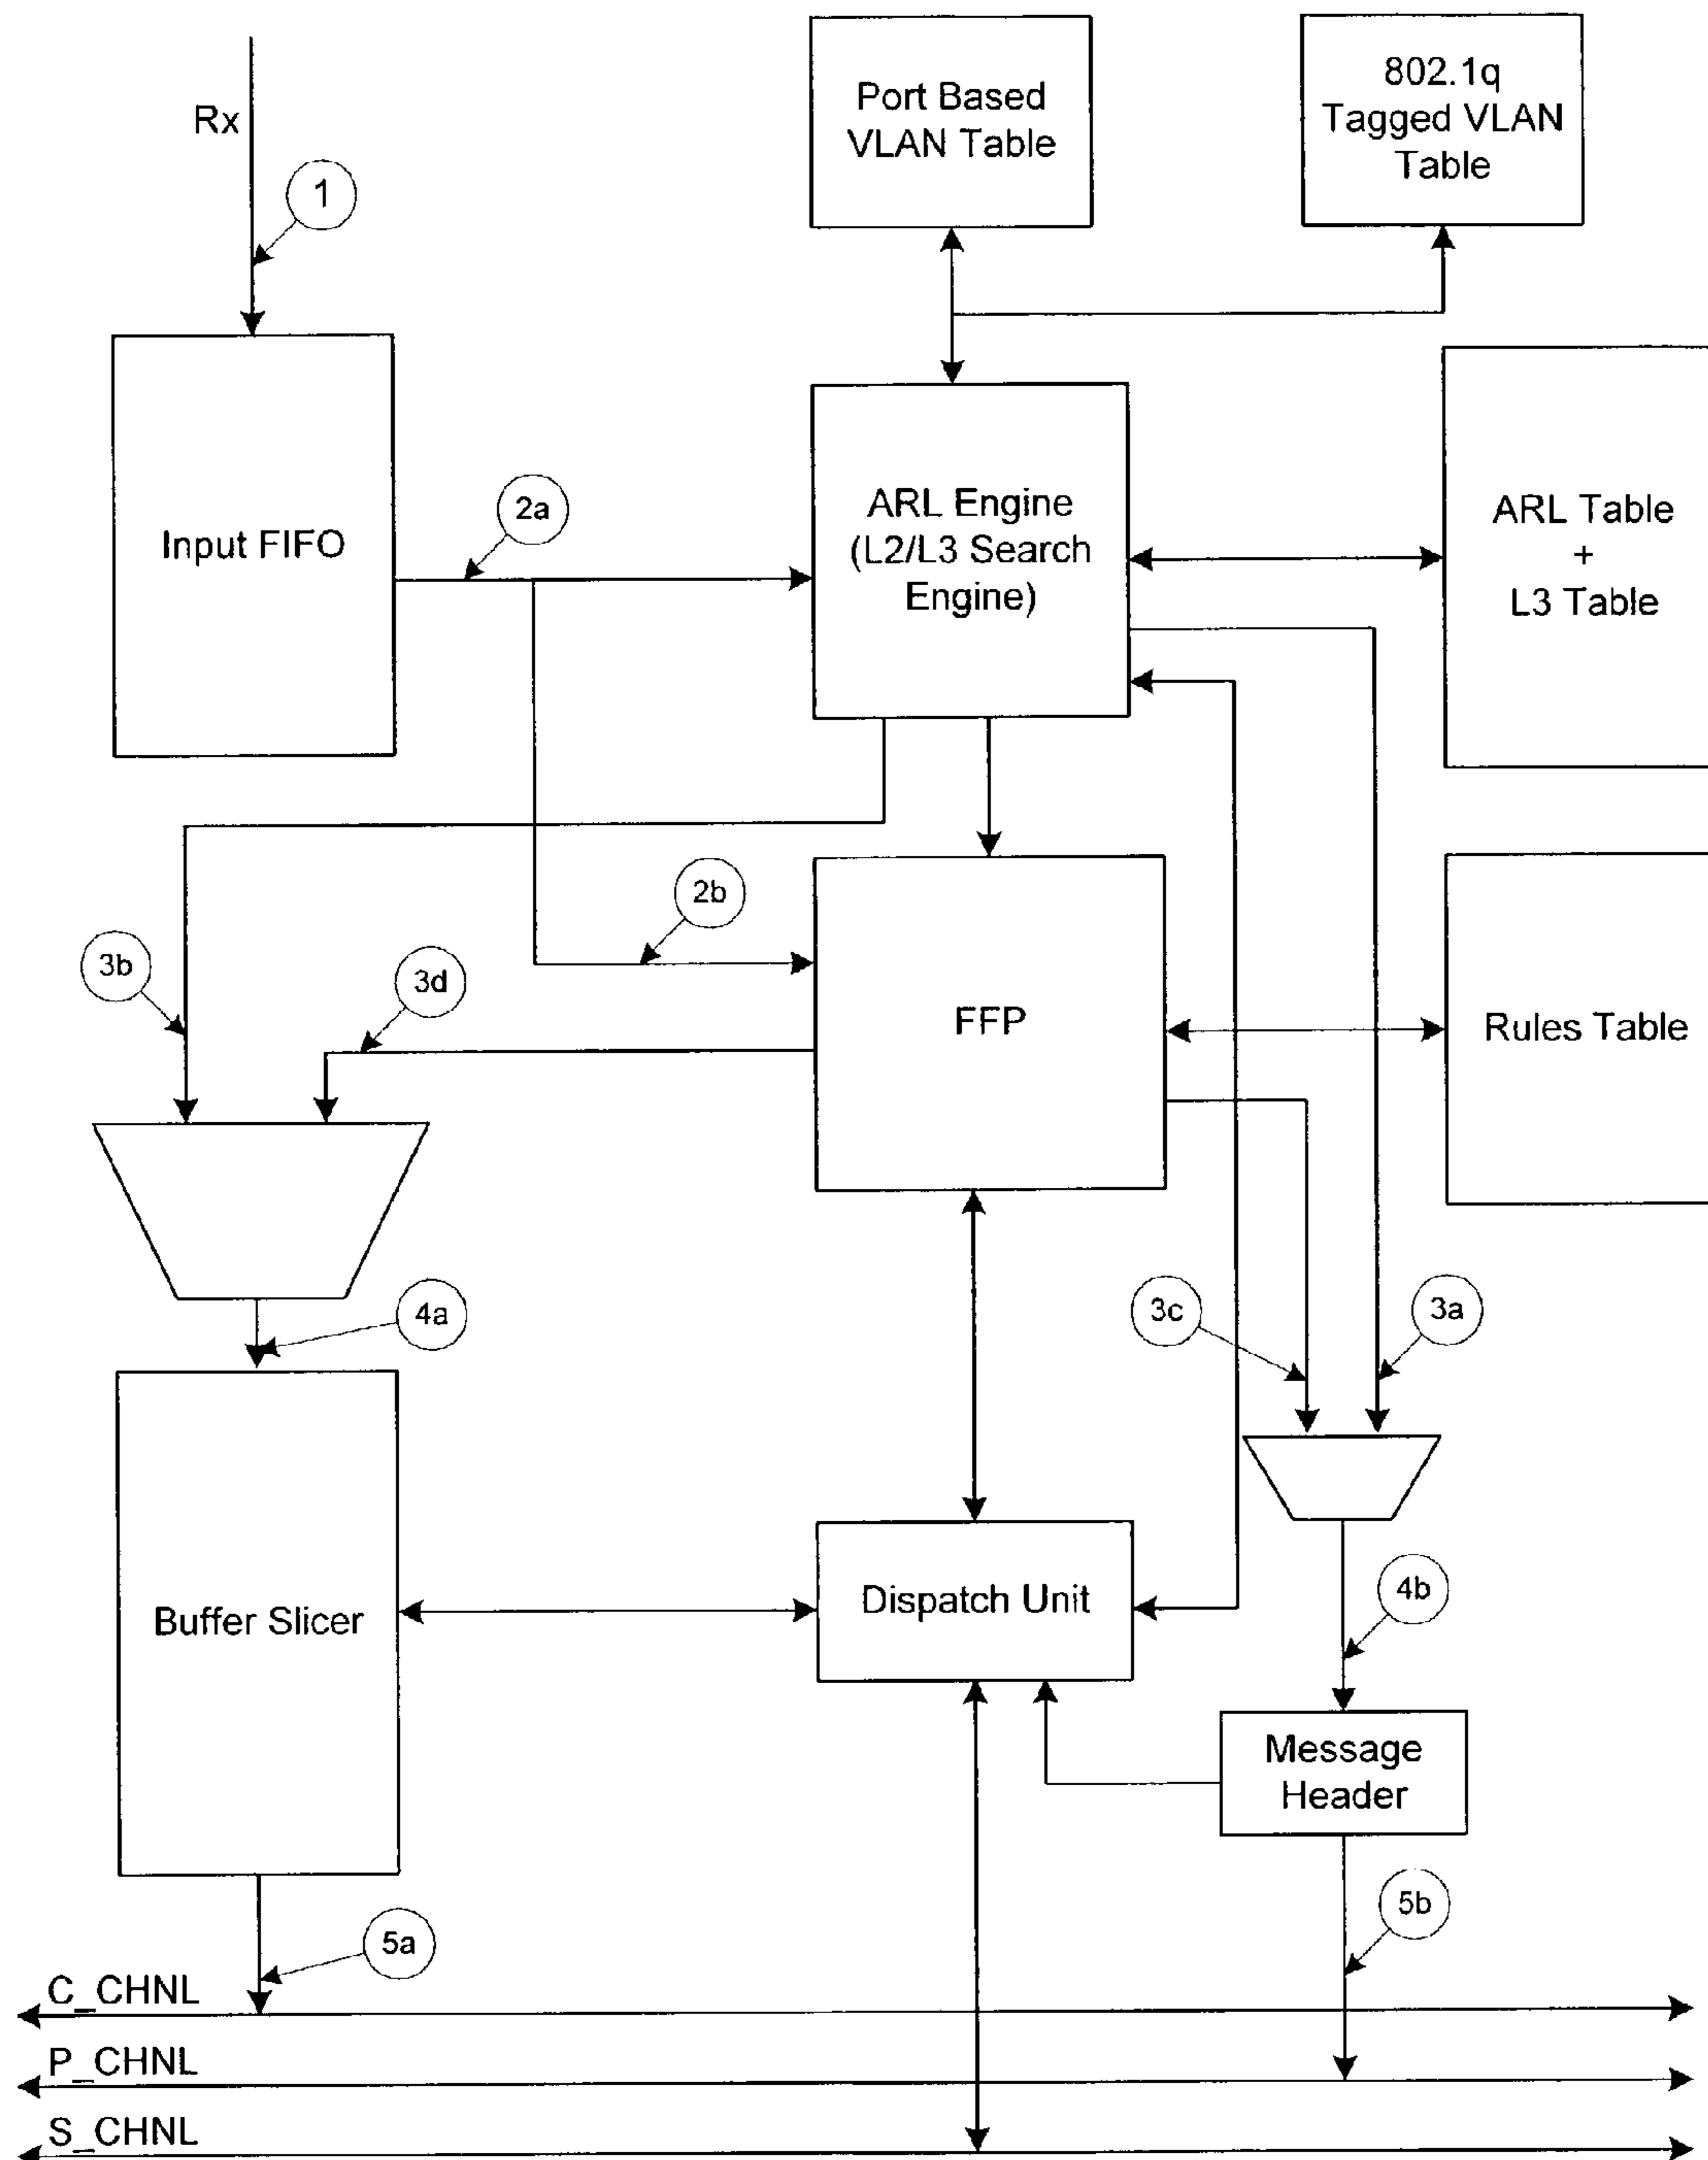 Port Based
VLAN Table
802.1q
Tagged VLAN
Table
Rx
1
Input FIFO
2a
ARL Engine
(L2/L3 Search
Engine)
ARL Table
+
L3 Table
2b
3b
3d
FFP
Rules Table
4a
3c
3a
Buffer Slicer
Dispatch Unit
4b
Message
Header
5a
5b
C_CHNL
P_CHNL
S_CHNL